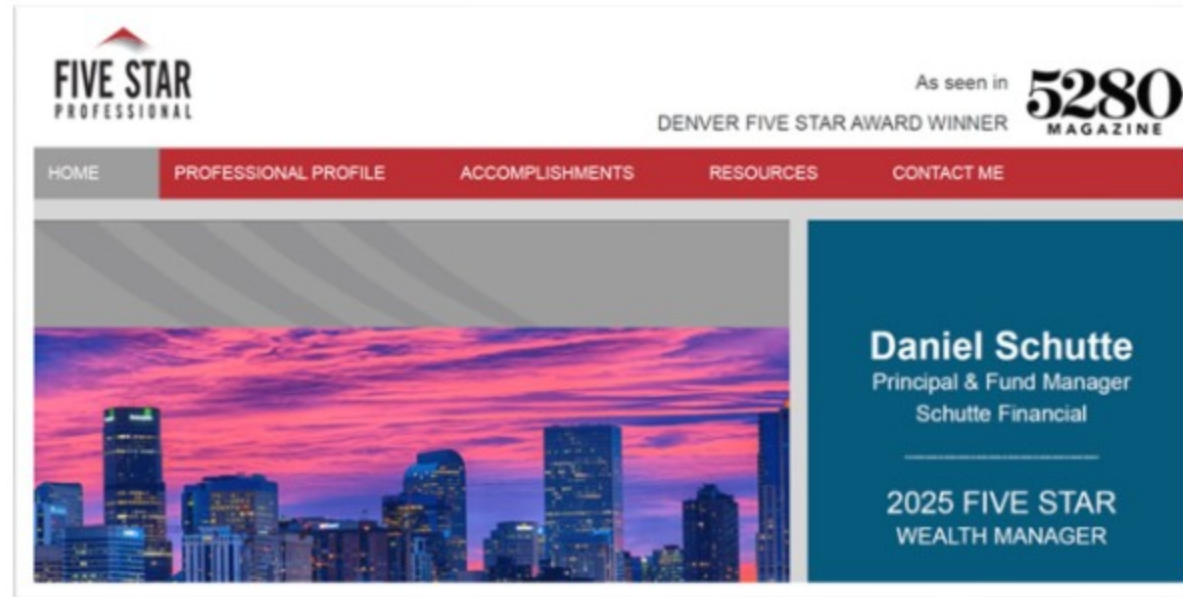 FIVE STAR
PROFESSIONAL
As seen in
5280
MAGAZINE
DENVER FIVE STAR AWARD WINNER
HOME PROFESSIONAL PROFILE ACCOMPLISHMENTS RESOURCES CONTACT ME
Daniel Schutte
Principal & Fund Manager
Schutte Financial
2025 FIVE STAR
WEALTH MANAGER